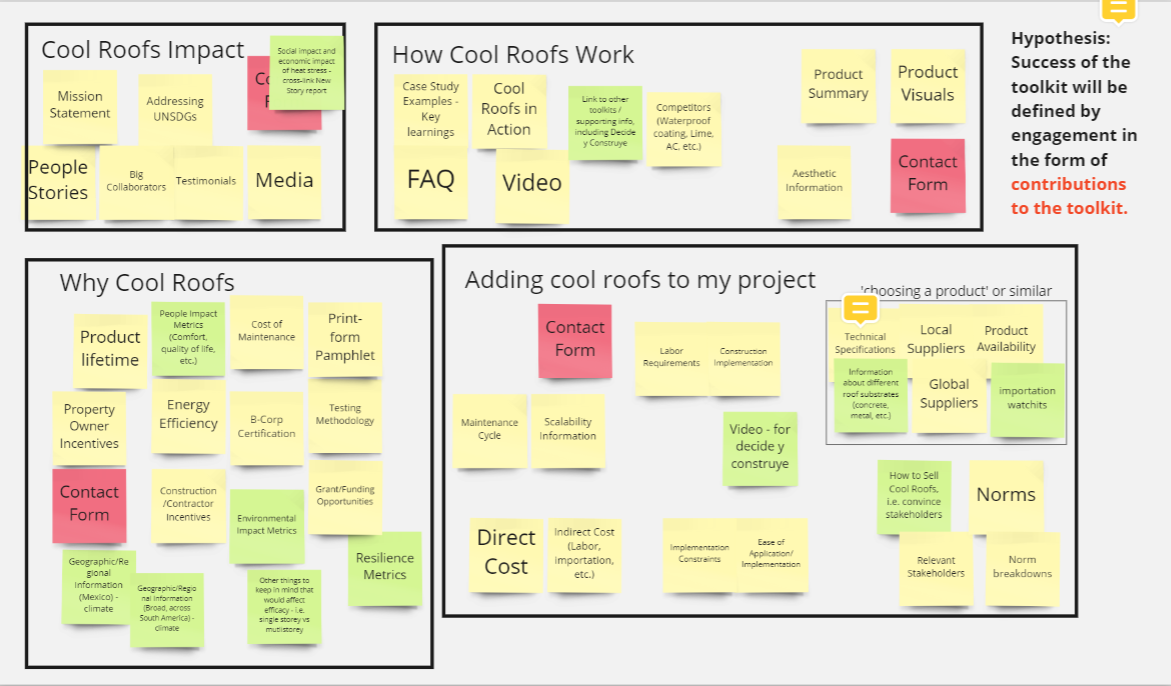 Cool Roofs Impact
Mission
Statement
Addressing
UNSDGs
Social impact and
economic impact
of heat stress -
cross-link New
Story report
People
Stories
Big
Collaborators
Testimonials
Media
How Cool Roofs Work
Case Study
Examples -
Key
learnings
Cool
Roofs in
Action
Link to other
toolkits /
supporting info,
including Decide
y Construye
Competitors
(Waterproof
coating, Lime,
AC, etc.)
Product
Summary
Product
Visuals
FAQ
Video
Aesthetic
Information
Contact
Form
Hypothesis:
Success of the
toolkit will be
defined by
engagement in
the form of
contributions
to the toolkit.
Why Cool Roofs
Product
lifetime
People Impact
Metrics
(Comfort,
quality of life,
etc.)
Cost of
Maintenance
Print-
form
Pamphlet
Property
Owner
Incentives
Energy
Efficiency
B-Corp
Certification
Testing
Methodology
Contact
Form
Construction
/Contractor
Incentives
Environmental
Impact Metrics
Grant/Funding
Opportunities
Resilience
Metrics
Geographic/Re
gional
Information
(Mexico) -
climate
Geographic/Regio
nal Information
(Broad, across
South America) -
climate
Other things to
keep in mind that
would affect
efficacy - i.e.
single storey vs
mutlistorey
Adding cool roofs to my project
Contact
Form
Labor
Requirements
Construction
Implementation
Maintenance
Cycle
Scalability
Information
Video - for
decide y
construye
Direct
Cost
Indirect Cost
(Labor,
importation,
etc.)
Implementation
Constraints
Ease of
Application/
Implementation
'choosing a product' or similar
Technical
Specifications
Local
Suppliers
Product
Availability
Information
about different
roof substrates
(concrete,
metal, etc.)
Global
Suppliers
importation
watchits
How to Sell
Cool Roofs,
i.e. convince
stakeholders
Norms
Relevant
Stakeholders
Norm
breakdowns